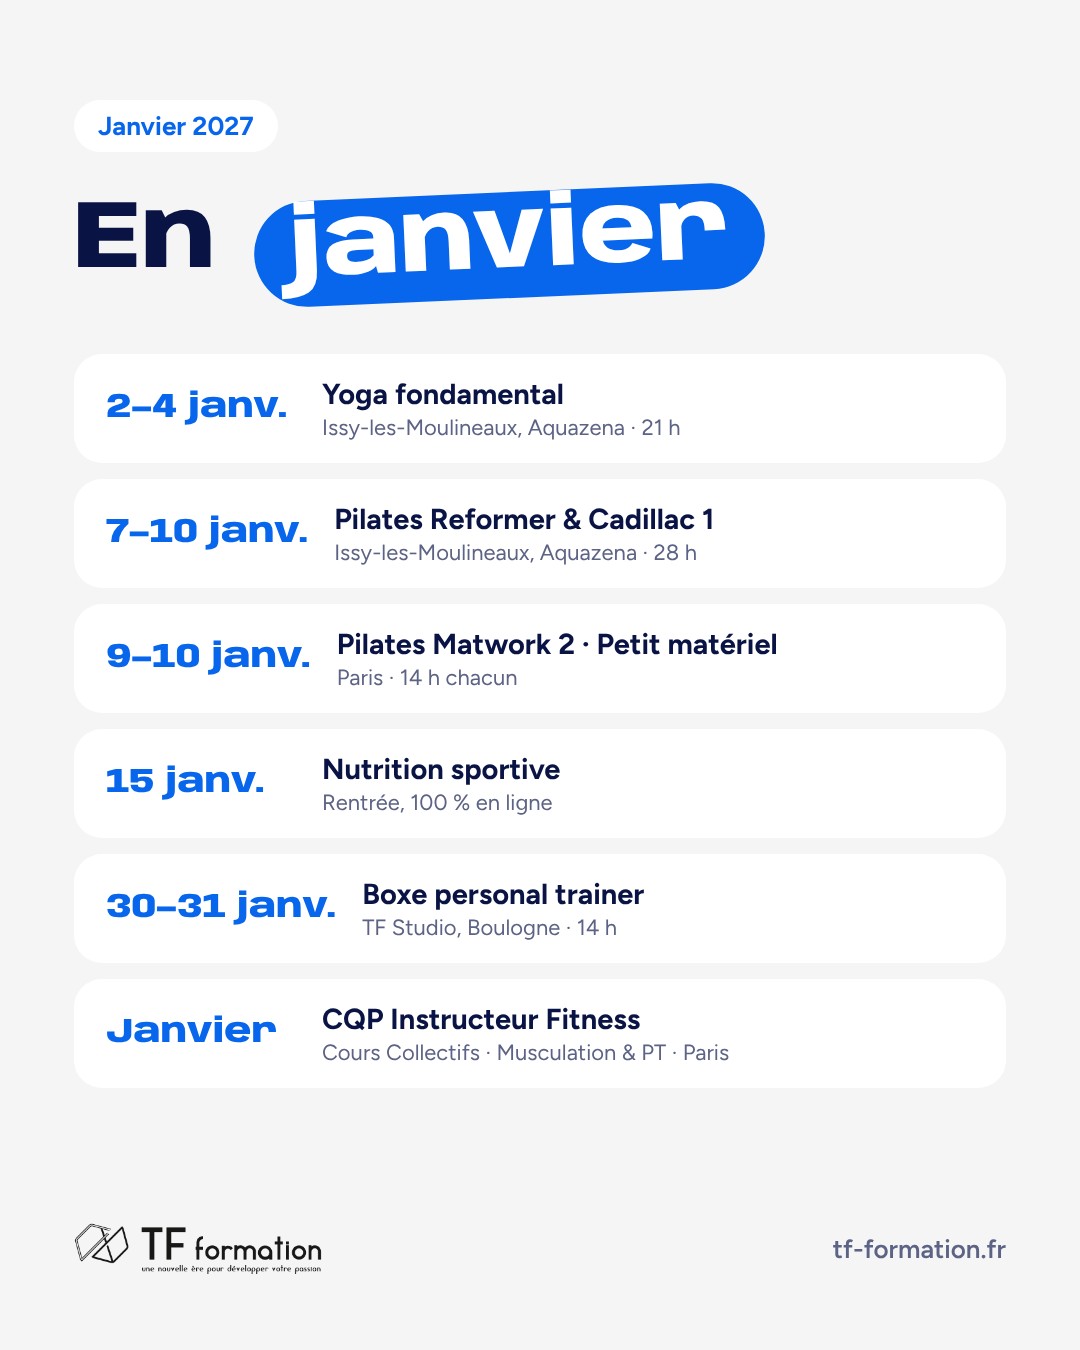 Janvier 2027
En janvier
2–4 janv.
Yoga fondamental
Issy-les-Moulineaux, Aquazena · 21 h
7–10 janv.
Pilates Reformer & Cadillac 1
Issy-les-Moulineaux, Aquazena · 28 h
9–10 janv.
Pilates Matwork 2 · Petit matériel
Paris · 14 h chacun
15 janv.
Nutrition sportive
Rentrée, 100 % en ligne
30–31 janv.
Boxe personal trainer
TF Studio, Boulogne · 14 h
Janvier
CQP Instructeur Fitness
Cours Collectifs · Musculation & PT · Paris
TF formation
une nouvelle ère pour développer votre passion
tf-formation.fr